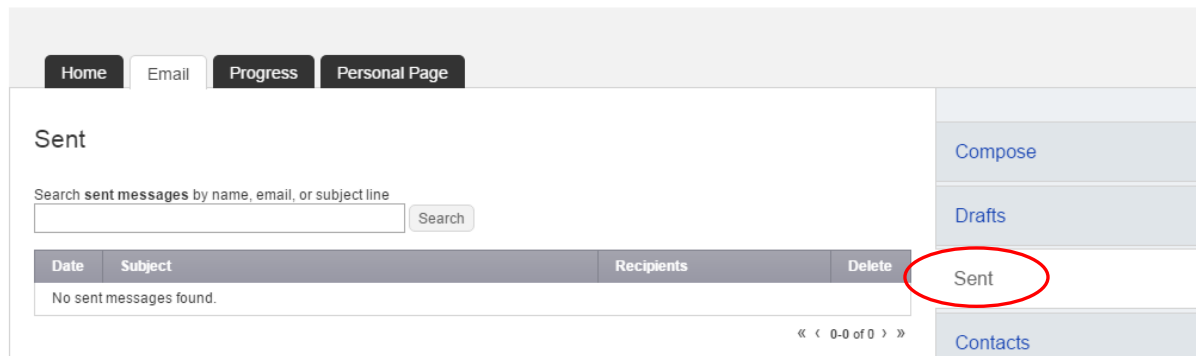 Home Email Progress Personal Page
Sent
Search sent messages by name, email, or subject line
Search
Date Subject Recipients Delete
No sent messages found.
« ‹ 0-0 of 0 › »
Compose
Drafts
Sent
Contacts